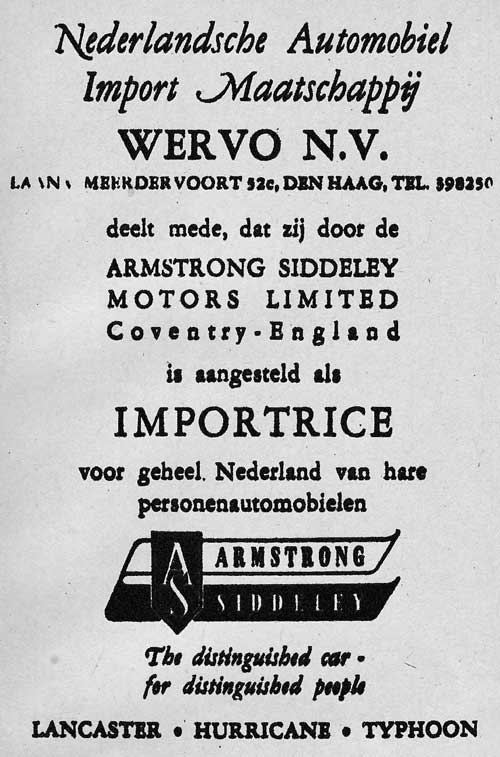 Nederlandsche Automobiel
Import Maatschappij
WERVO N.V.
MEERDERVOORT 52c, DEN HAAG, TEL. 398250
deelt mede, dat zij door de
ARMSTRONG SIDDELEY
MOTORS LIMITED
Coventry-England
is aangesteld als
IMPORTRICE
voor geheel Nederland van hare
personenautomobielen
AS
ARMSTRONG
SIDDELEY
The distinguished car -
for distinguished people
LANCASTER • HURRICANE • TYPHOON